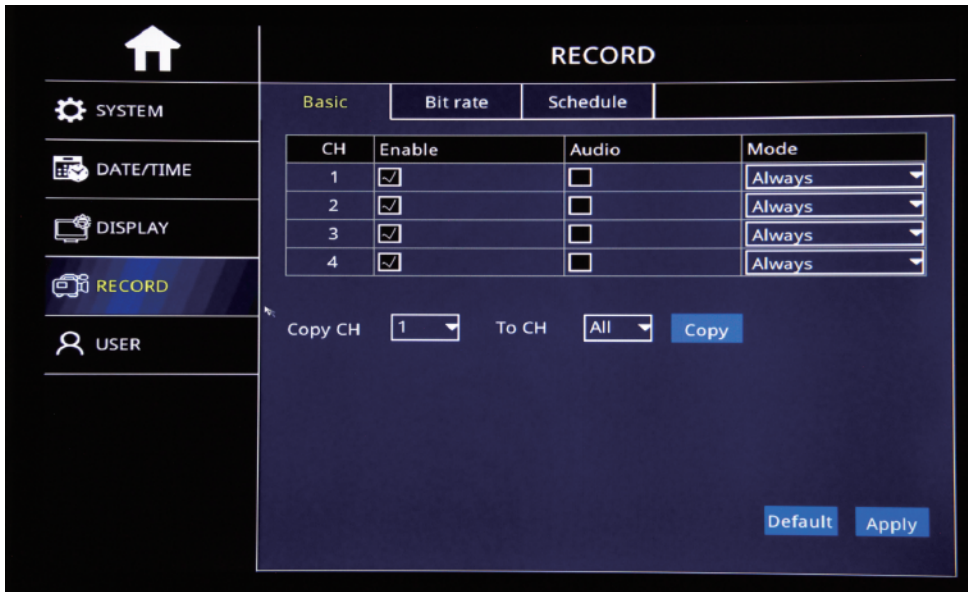 RECORD
SYSTEM
DATE/TIME
DISPLAY
RECORD
USER
Basic Bit rate Schedule
CH Enable Audio Mode
1 Always
2 Always
3 Always
4 Always
Copy CH 1 To CH All Copy
Default Apply